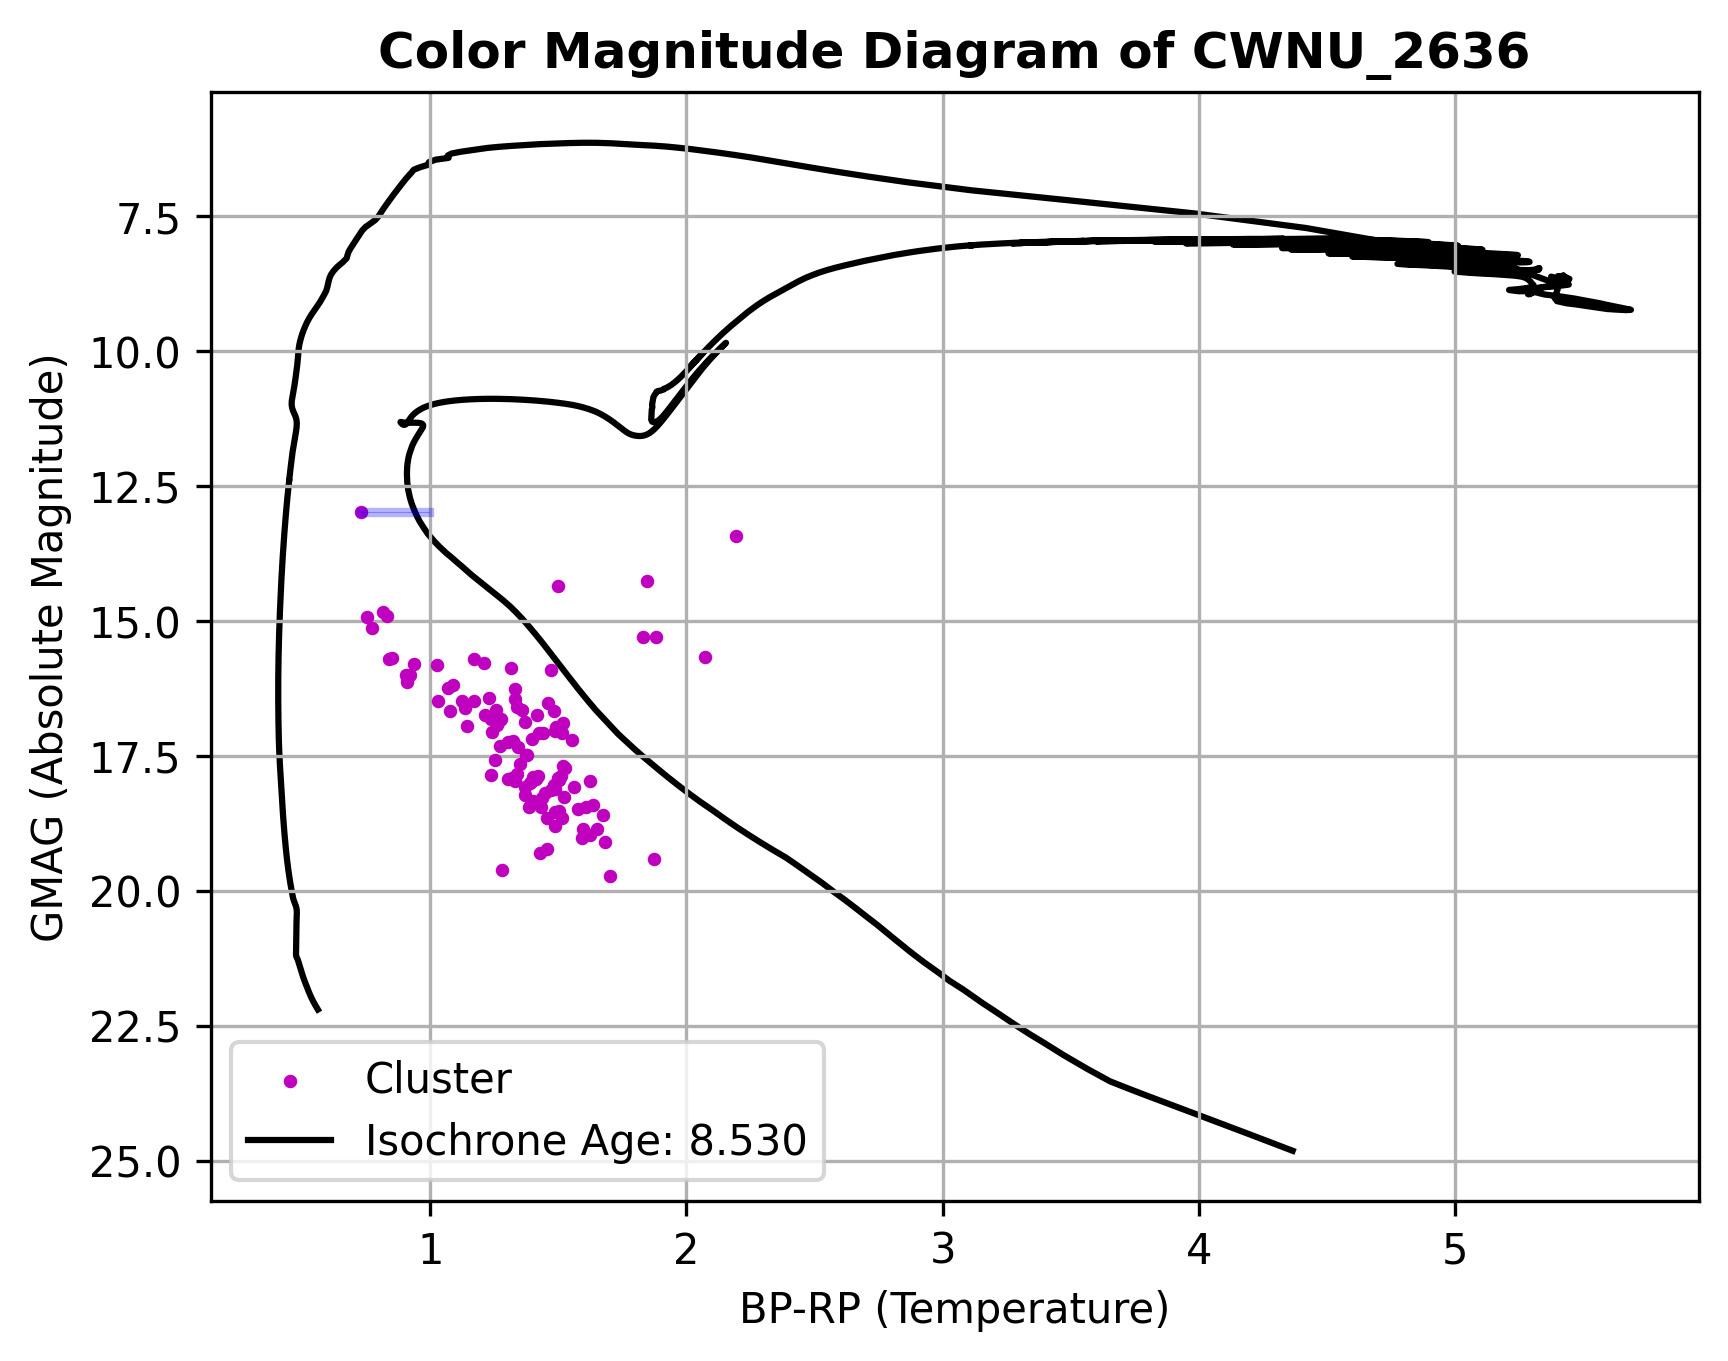 Color Magnitude Diagram of CWNU_2636
GMAG (Absolute Magnitude)
7.5
10.0
12.5
15.0
17.5
20.0
22.5
25.0
Cluster
Isochrone Age: 8.530
1 2 3 4 5
BP-RP (Temperature)